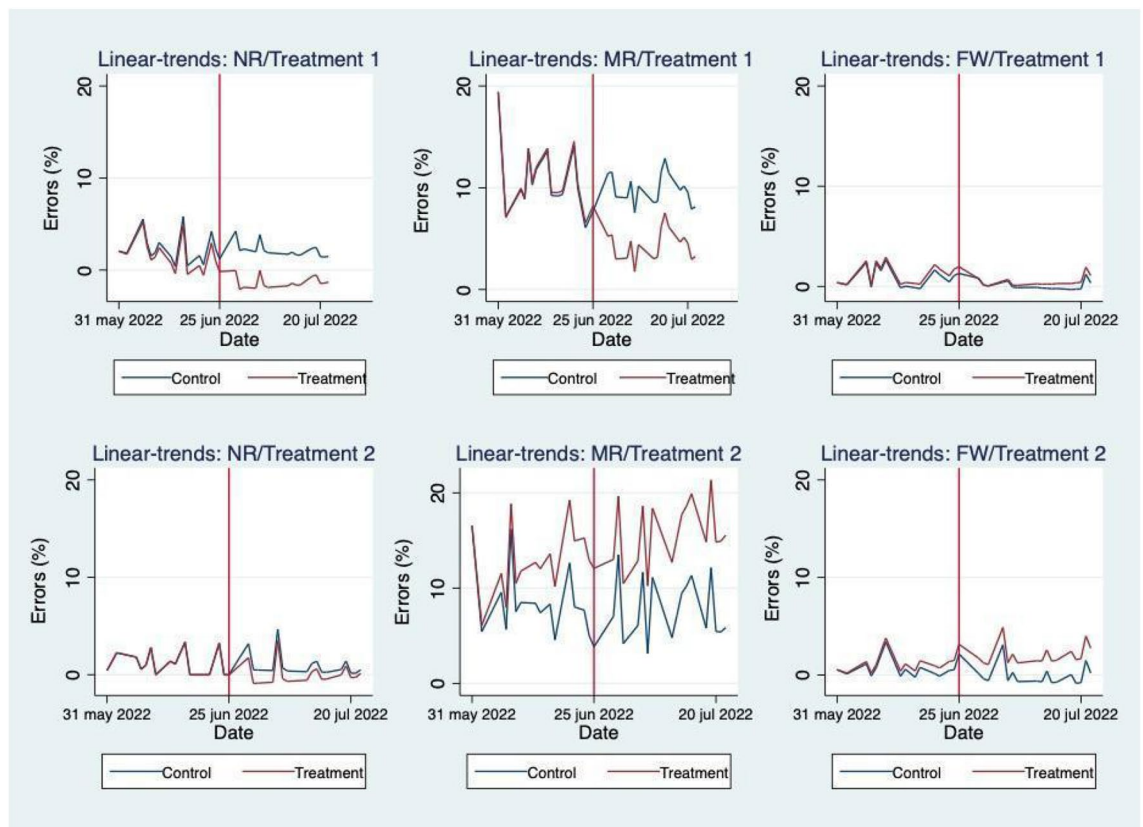 Linear-trends: NR/Treatment 1
Errors (%)
20
10
0
31 may 2022 25 jun 2022 20 jul 2022
Date
Control Treatment
Linear-trends: MR/Treatment 1
Errors (%)
20
10
0
31 may 2022 25 jun 2022 20 jul 2022
Date
Control Treatment
Linear-trends: FW/Treatment 1
Errors (%)
20
10
0
31 may 2022 25 jun 2022 20 jul 2022
Date
Control Treatment
Linear-trends: NR/Treatment 2
Errors (%)
20
10
0
31 may 2022 25 jun 2022 20 jul 2022
Date
Control Treatment
Linear-trends: MR/Treatment 2
Errors (%)
20
10
0
31 may 2022 25 jun 2022 20 jul 2022
Date
Control Treatment
Linear-trends: FW/Treatment 2
Errors (%)
20
10
0
31 may 2022 25 jun 2022 20 jul 2022
Date
Control Treatment